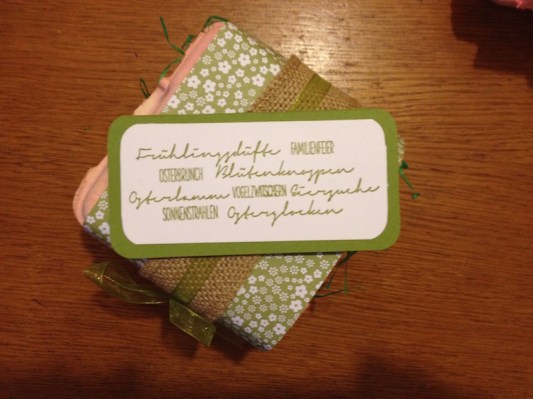 Frühlingsdüfte FAMILIENFEIER
OSTERBRUNCH Blütenknospen
Osterlamm VOGELZWITSCHERN Eiersuche
SONNENSTRAHLEN Osterglocken